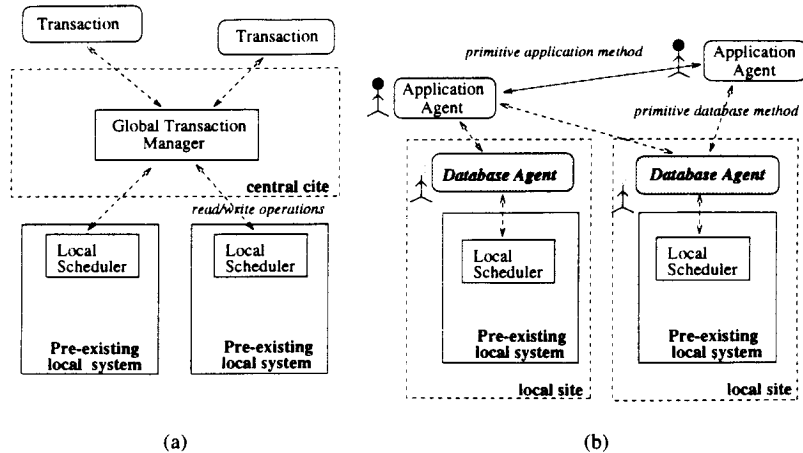 Transaction
Transaction
Global Transaction
Manager
central cite
read/write operations
Local
Scheduler
Local
Scheduler
Pre-existing
local system
Pre-existing
local system
(a)
primitive application method
Application
Agent
Application
Agent
primitive database method
Database Agent
Database Agent
Local
Scheduler
Local
Scheduler
Pre-existing
local system
Pre-existing
local system
local site
local site
(b)